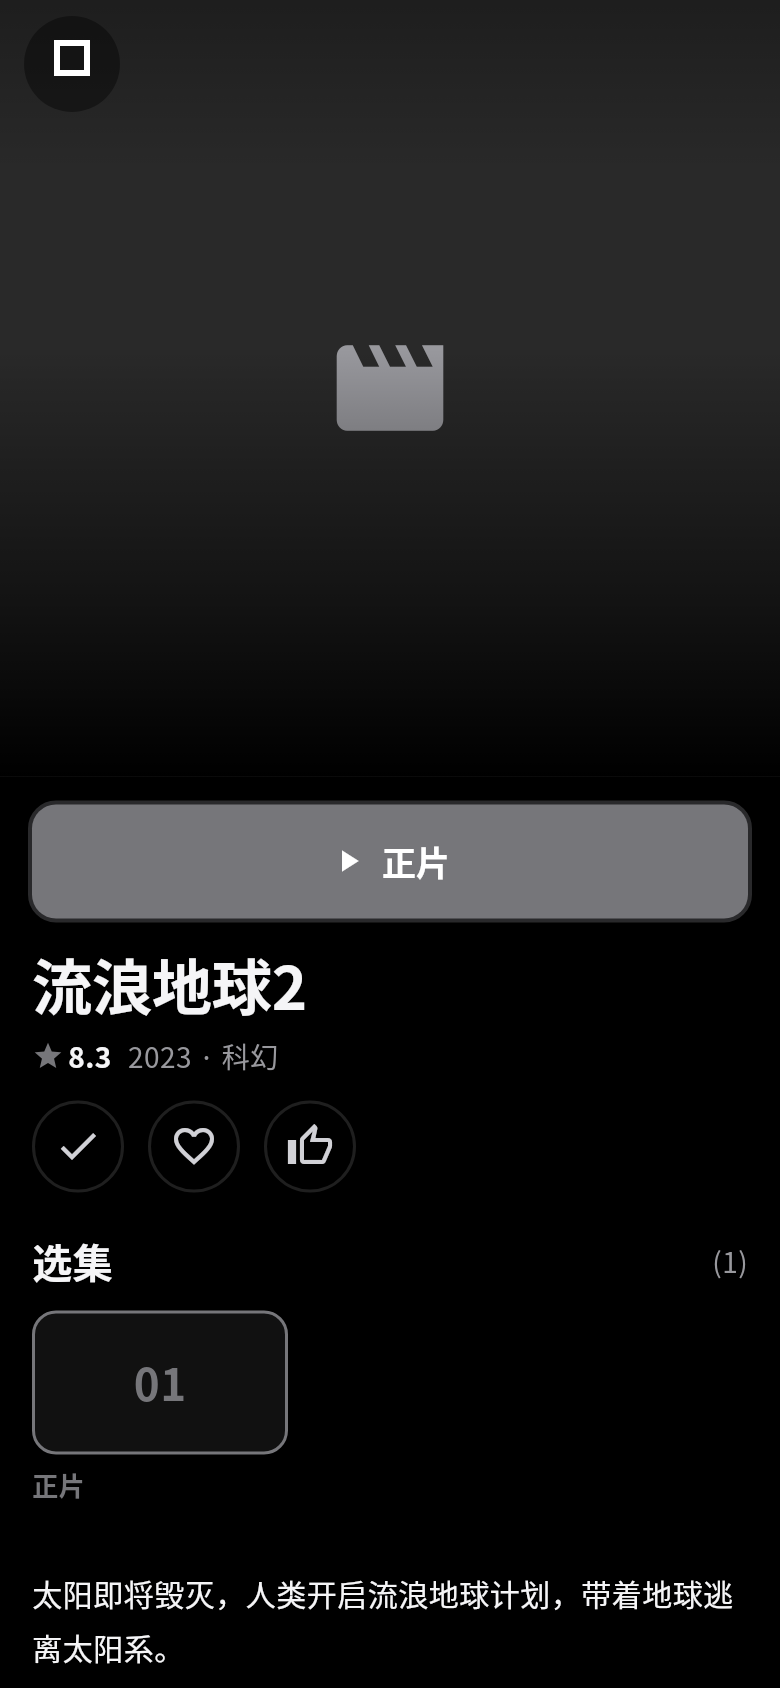 正片
流浪地球2
8.3 2023 · 科幻
选集 (1)
01
正片
太阳即将毁灭，人类开启流浪地球计划，带着地球逃
离太阳系。